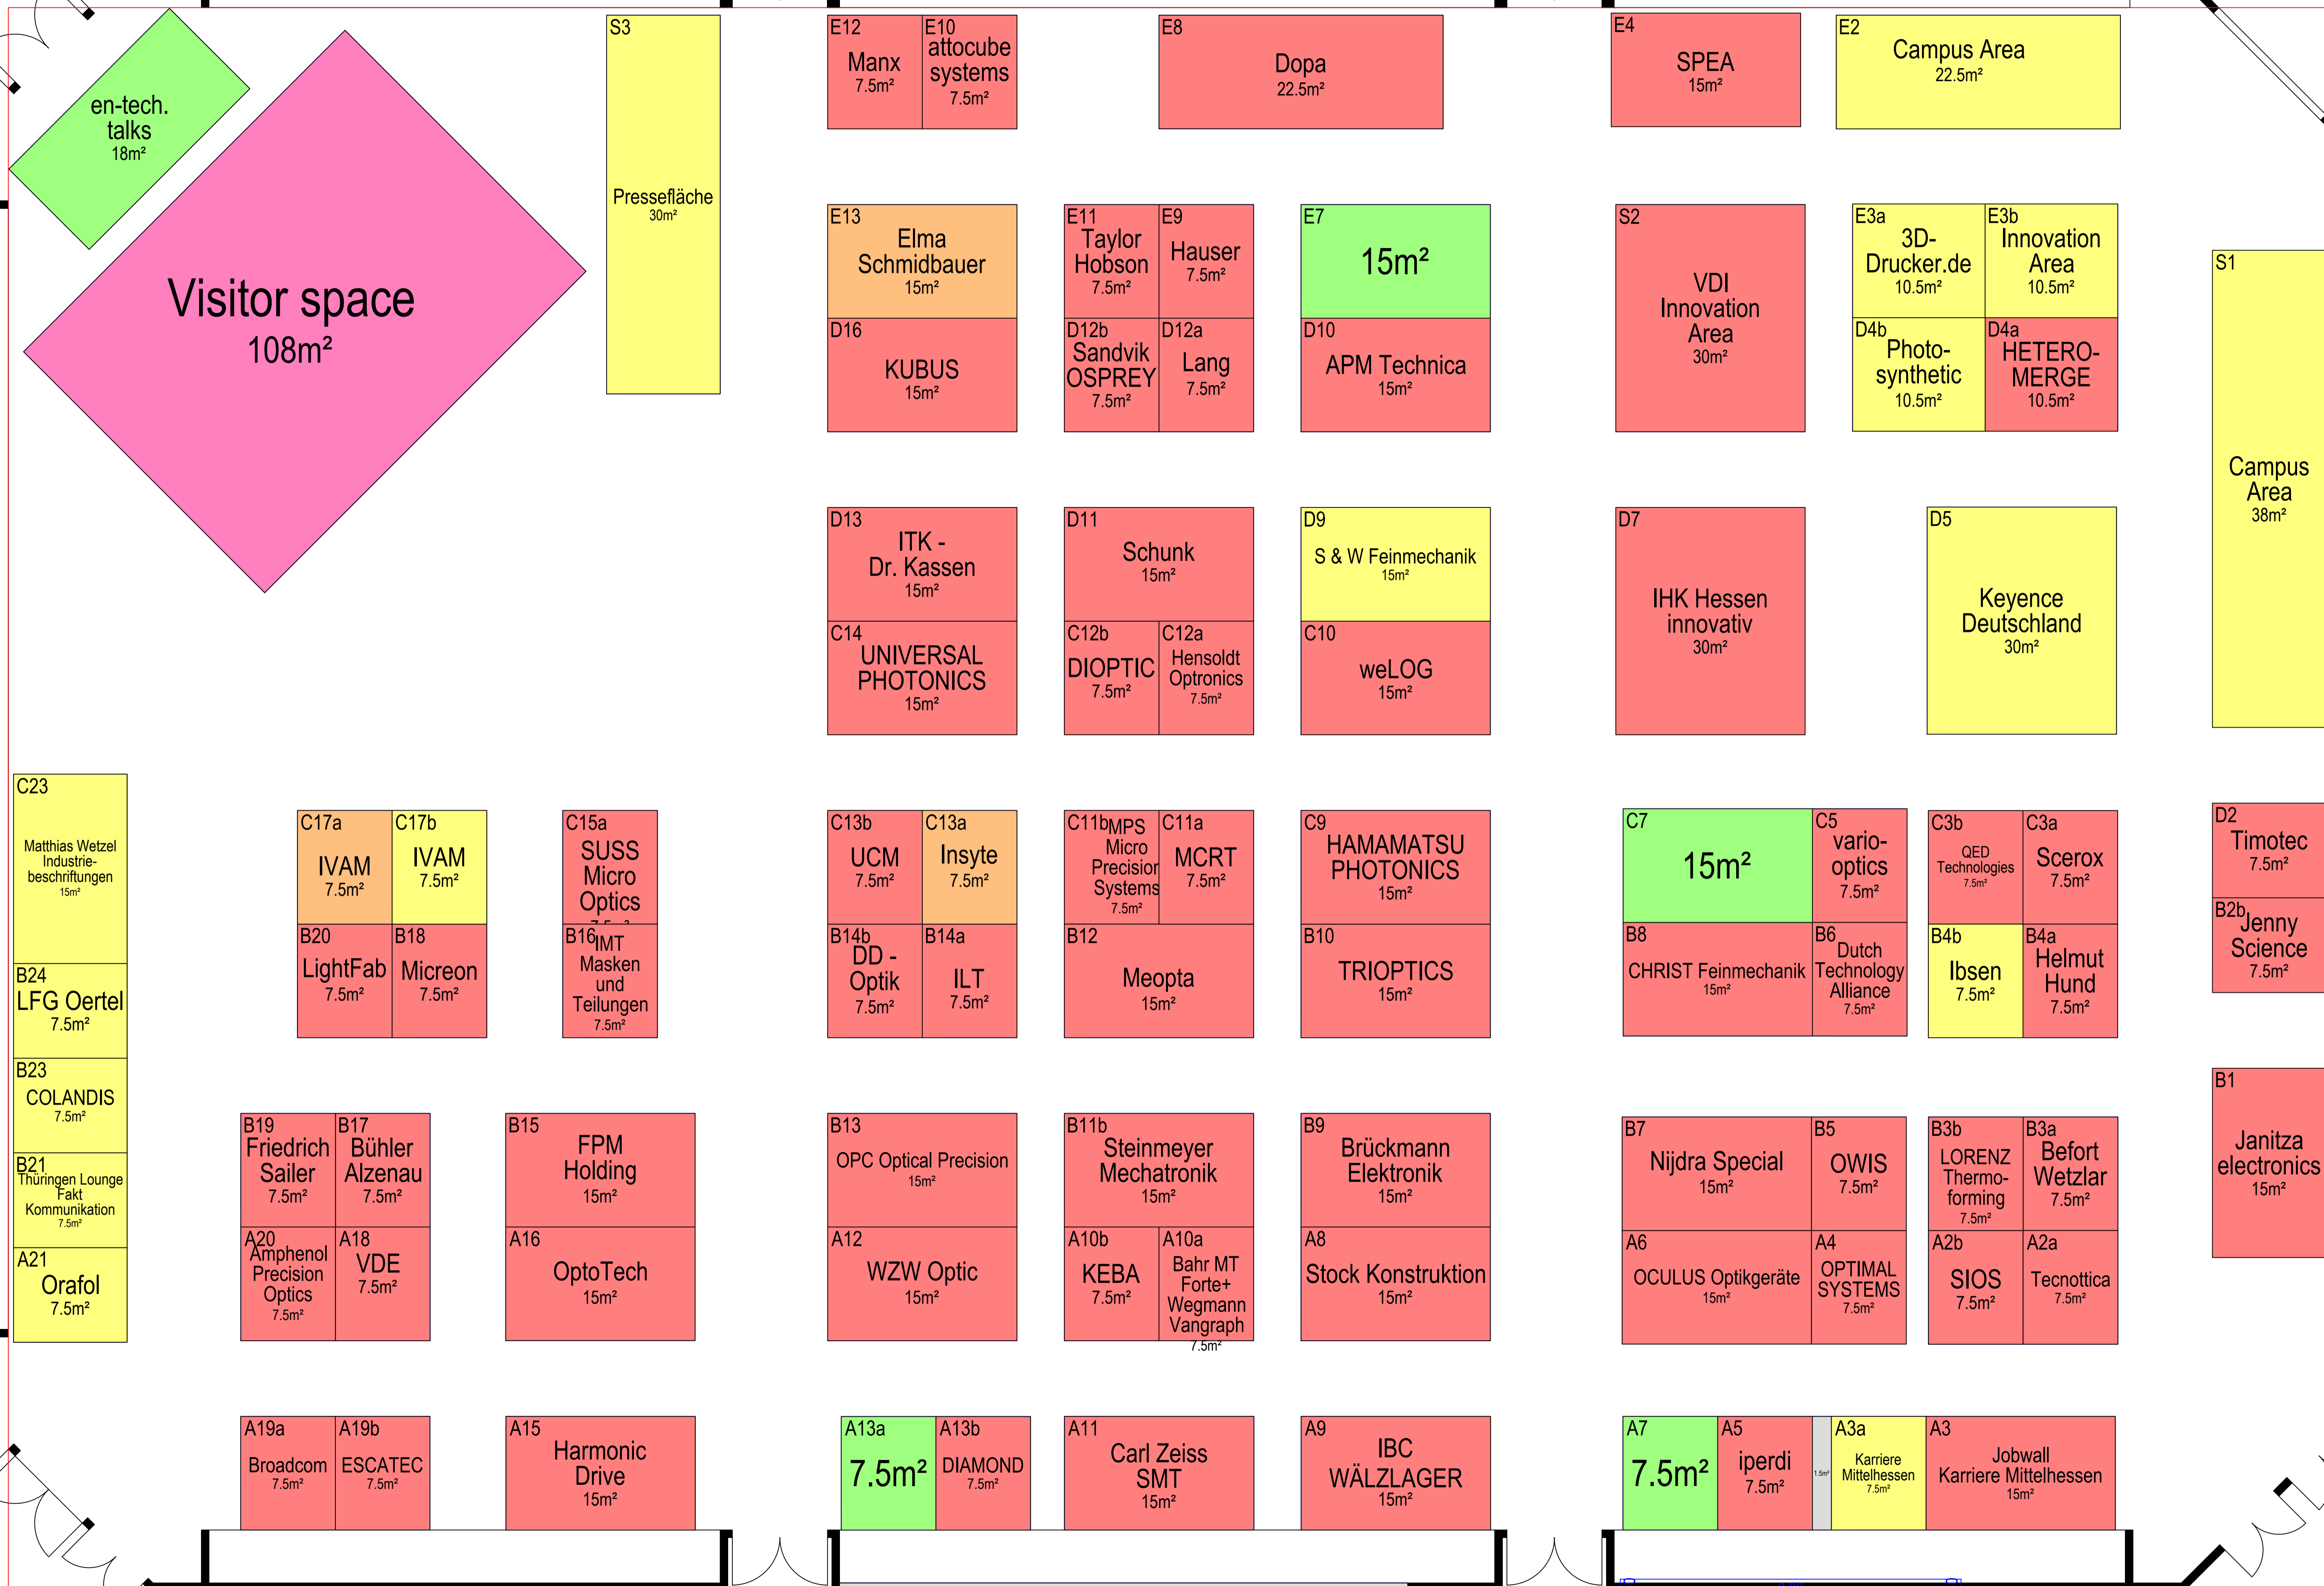 en-tech.
talks
18m²
Visitor space
108m²
S3
Pressefläche
30m²
E12
Manx
7.5m²
E10
attocube
systems
7.5m²
E8
Dopa
22.5m²
E4
SPEA
15m²
E2
Campus Area
22.5m²
E13
Elma
Schmidbauer
15m²
E11
Taylor
Hobson
7.5m²
E9
Hauser
7.5m²
E7
15m²
S2
VDI
Innovation
Area
30m²
E3a
3D-
Drucker.de
10.5m²
E3b
Innovation
Area
10.5m²
S1
Campus
Area
38m²
D16
KUBUS
15m²
D12b
Sandvik
OSPREY
7.5m²
D12a
Lang
7.5m²
D10
APM Technica
15m²
D4b
Photo-
synthetic
10.5m²
D4a
HETERO-
MERGE
10.5m²
D13
ITK -
Dr. Kassen
15m²
D11
Schunk
15m²
D9
S & W Feinmechanik
15m²
D7
IHK Hessen
innovativ
30m²
D5
Keyence
Deutschland
30m²
C14
UNIVERSAL
PHOTONICS
15m²
C12b
DIOPTIC
7.5m²
C12a
Hensoldt
Optronics
7.5m²
C10
weLOG
15m²
C23
Matthias Wetzel
Industrie-
beschriftungen
15m²
C17a
IVAM
7.5m²
C17b
IVAM
7.5m²
C15a
SUSS
Micro
Optics
7.5m²
C13b
UCM
7.5m²
C13a
Insyte
7.5m²
C11b
MPS
Micro
Precision
Systems
7.5m²
C11a
MCRT
7.5m²
C9
HAMAMATSU
PHOTONICS
15m²
C7
15m²
C5
vario-
optics
7.5m²
C3b
QED
Technologies
7.5m²
C3a
Scerox
7.5m²
D2
Timotec
7.5m²
B24
LFG Oertel
7.5m²
B20
LightFab
7.5m²
B18
Micreon
7.5m²
B16
IMT
Masken
und
Teilungen
7.5m²
B14b
DD -
Optik
7.5m²
B14a
ILT
7.5m²
B12
Meopta
15m²
B10
TRIOPTICS
15m²
B8
CHRIST Feinmechanik
15m²
B6
Dutch
Technology
Alliance
7.5m²
B4b
Ibsen
7.5m²
B4a
Helmut
Hund
7.5m²
B2b
Jenny
Science
7.5m²
B23
COLANDIS
7.5m²
B21
Thüringen Lounge
Fakt
Kommunikation
7.5m²
B19
Friedrich
Sailer
7.5m²
B17
Bühler
Alzenau
7.5m²
B15
FPM
Holding
15m²
B13
OPC Optical Precision
15m²
B11b
Steinmeyer
Mechatronik
15m²
B9
Brückmann
Elektronik
15m²
B7
Nijdra Special
15m²
B5
OWIS
7.5m²
B3b
LORENZ
Thermo-
forming
7.5m²
B3a
Befort
Wetzlar
7.5m²
B1
Janitza
electronics
15m²
A21
Orafol
7.5m²
A20
Amphenol
Precision
Optics
7.5m²
A18
VDE
7.5m²
A16
OptoTech
15m²
A12
WZW Optic
15m²
A10b
KEBA
7.5m²
A10a
Bahr MT
Forte+
Wegmann
Vangraph
7.5m²
A8
Stock Konstruktion
15m²
A6
OCULUS Optikgeräte
15m²
A4
OPTIMAL
SYSTEMS
7.5m²
A2b
SIOS
7.5m²
A2a
Tecnottica
7.5m²
A19a
Broadcom
7.5m²
A19b
ESCATEC
7.5m²
A15
Harmonic
Drive
15m²
A13a
7.5m²
A13b
DIAMOND
7.5m²
A11
Carl Zeiss
SMT
15m²
A9
IBC
WÄLZLAGER
15m²
A7
7.5m²
A5
iperdi
7.5m²
1.5m²
A3a
Karriere
Mittelhessen
7.5m²
A3
Jobwall
Karriere Mittelhessen
15m²